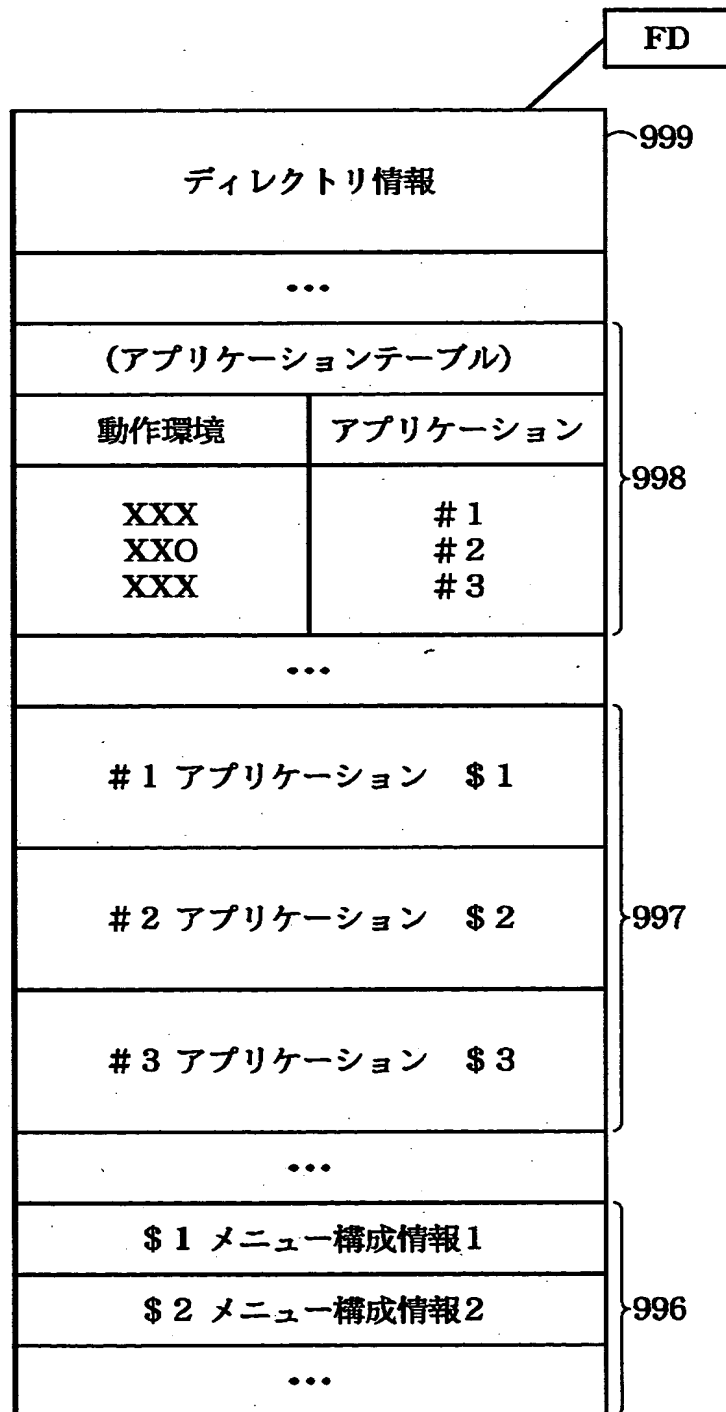 FD
999
ディレクトリ情報
•••
(アプリケーションテーブル)
動作環境 アプリケーション
998
XXX #1
XXO #2
XXX #3
•••
#1 アプリケーション $1
#2 アプリケーション $2
997
#3 アプリケーション $3
•••
$1 メニュー構成情報1
$2 メニュー構成情報2
996
•••